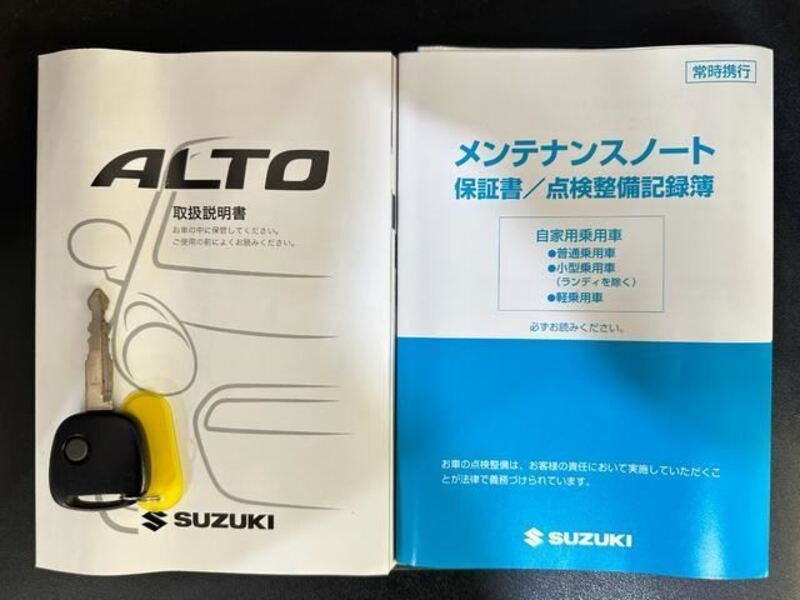 ALTO
取扱説明書
お車の中に保管してください。
ご使用の前によくお読みください。
SUZUKI
常時携行
メンテナンスノート
保証書／点検整備記録簿
自家用乗用車
●普通乗用車
●小型乗用車
（ランディを除く）
●軽乗用車
必ずお読みください。
お車の点検整備は、お客様の責任において実施していただくこ
とが法律で義務づけられています。
SUZUKI